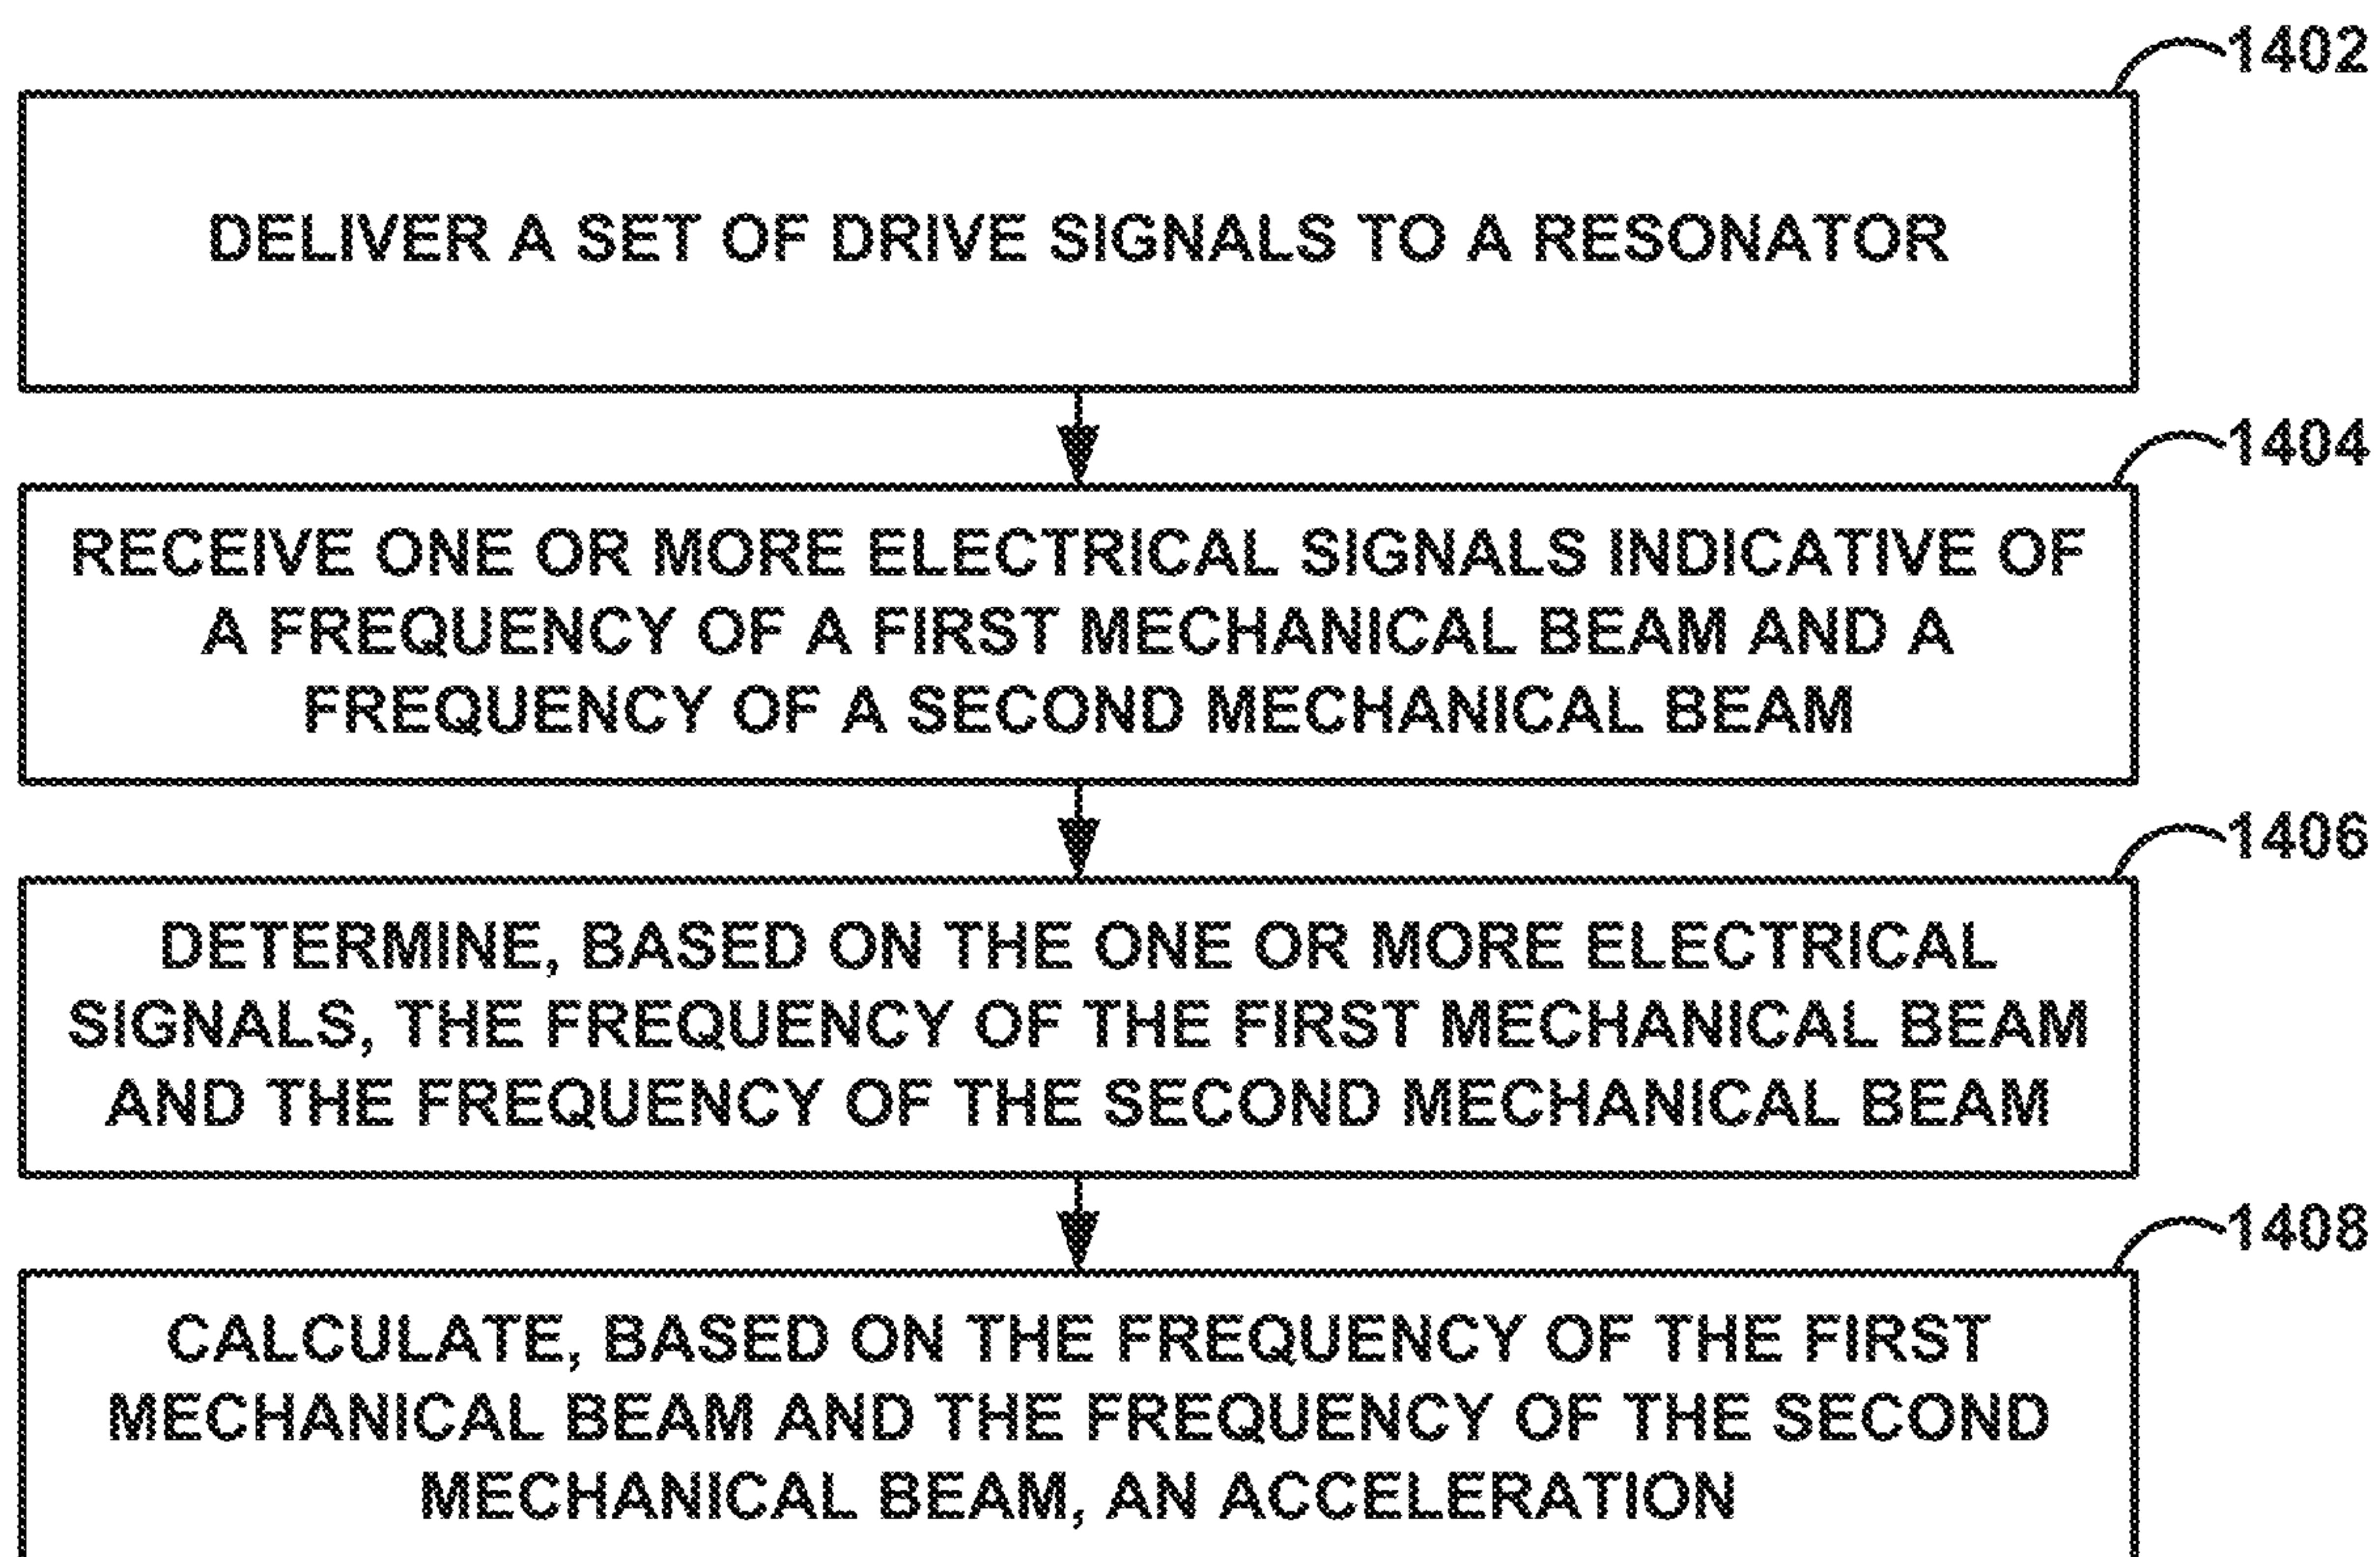 1402
DELIVER A SET OF DRIVE SIGNALS TO A RESONATOR
1404
RECEIVE ONE OR MORE ELECTRICAL SIGNALS INDICATIVE OF
A FREQUENCY OF A FIRST MECHANICAL BEAM AND A
FREQUENCY OF A SECOND MECHANICAL BEAM
1406
DETERMINE, BASED ON THE ONE OR MORE ELECTRICAL
SIGNALS, THE FREQUENCY OF THE FIRST MECHANICAL BEAM
AND THE FREQUENCY OF THE SECOND MECHANICAL BEAM
1408
CALCULATE, BASED ON THE FREQUENCY OF THE FIRST
MECHANICAL BEAM AND THE FREQUENCY OF THE SECOND
MECHANICAL BEAM, AN ACCELERATION